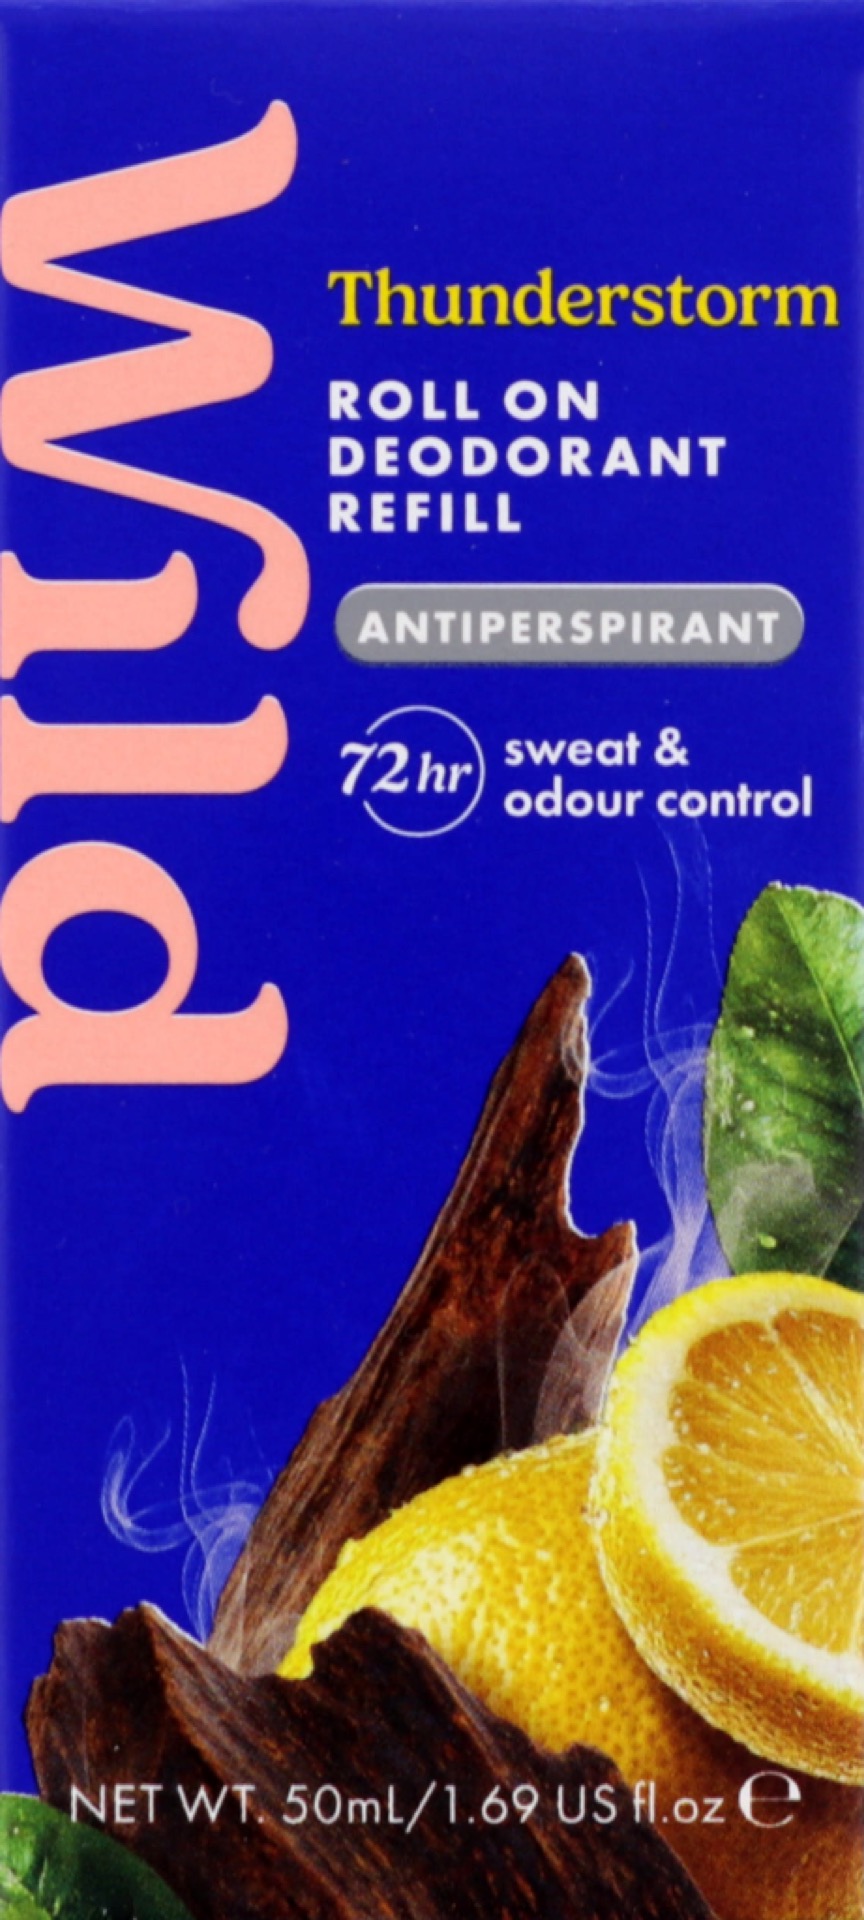 Wild
Thunderstorm
ROLL ON
DEODORANT
REFILL
ANTIPERSPIRANT
72hr
sweat &
odour control
NET WT. 50mL/1.69 US fl.oz ℮